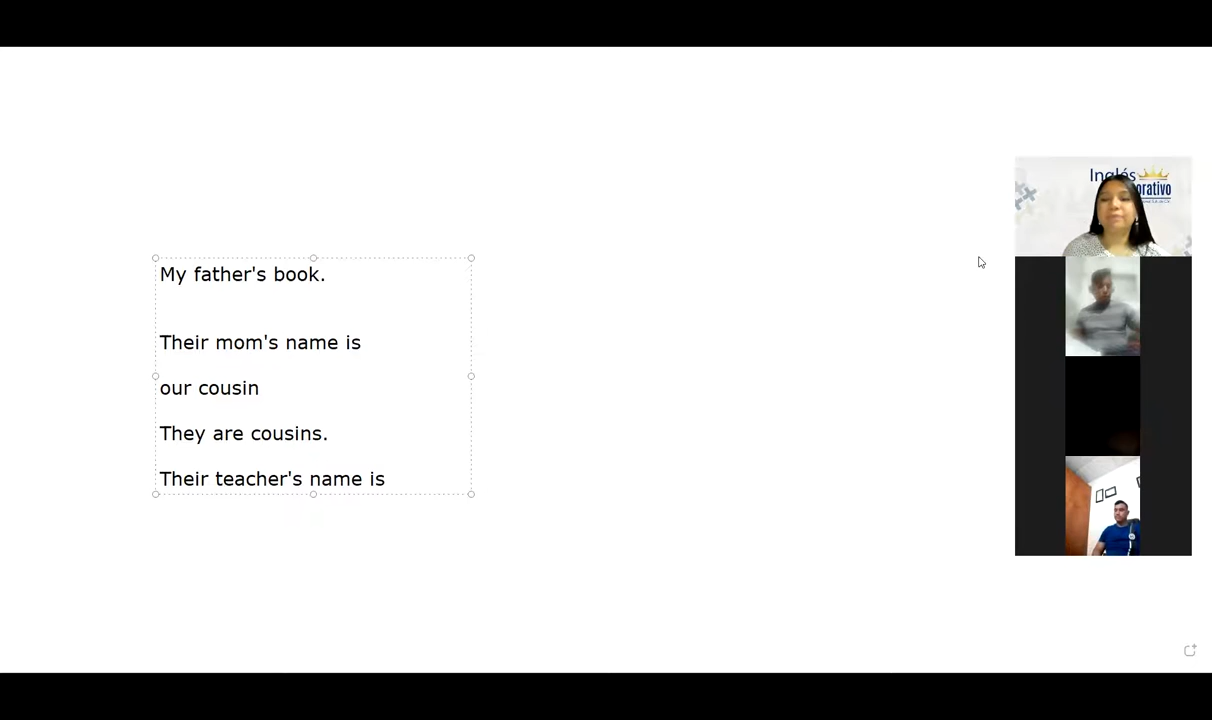 My father's book.
Their mom's name is
our cousin
They are cousins.
Their teacher's name is
Inglés
orativo